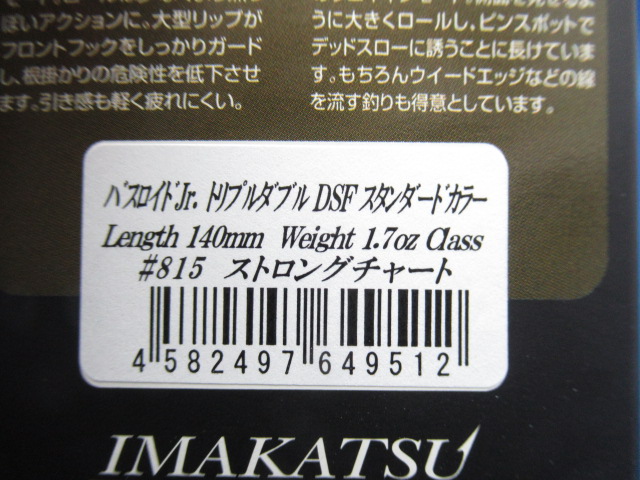 ぽいアクションに。大型リップが
フロントフックをしっかりガード
し、根掛かりの危険性を低下させ
ます。引き感も軽く疲れにくい。
うに大きくロールし、ピンスポットで
デッドスローに誘うことに長けていま
す。もちろんウイードエッジなどの線
を流す釣りも得意としています。
ﾊﾞｽﾛｲﾄﾞJr. ﾄﾘﾌﾟﾙﾀﾞﾌﾞﾙ DSF ｽﾀﾝﾀﾞｰﾄﾞｶﾗｰ
Length 140mm Weight 1.7oz Class
#815 ストロングチャート
4 582497 649512
IMAKATSU